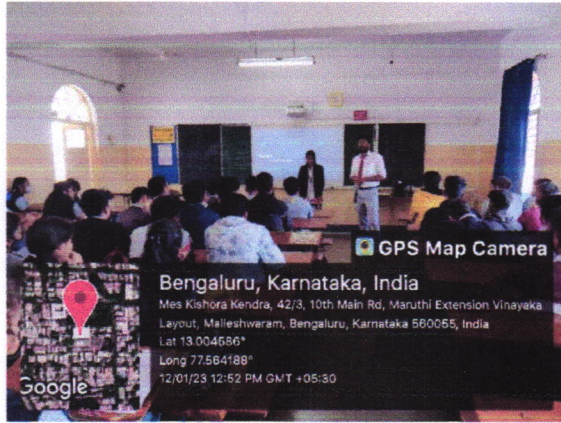 GPS Map Camera
Bengaluru, Karnataka, India
Mes Kishora Kendra, 42/3, 10th Main Rd, Maruthi Extension Vinayaka
Layout, Malleshwaram, Bengaluru, Karnataka 560055, India
Lat 13.004586°
Long 77.564188°
12/01/23 12:52 PM GMT +05:30
Google